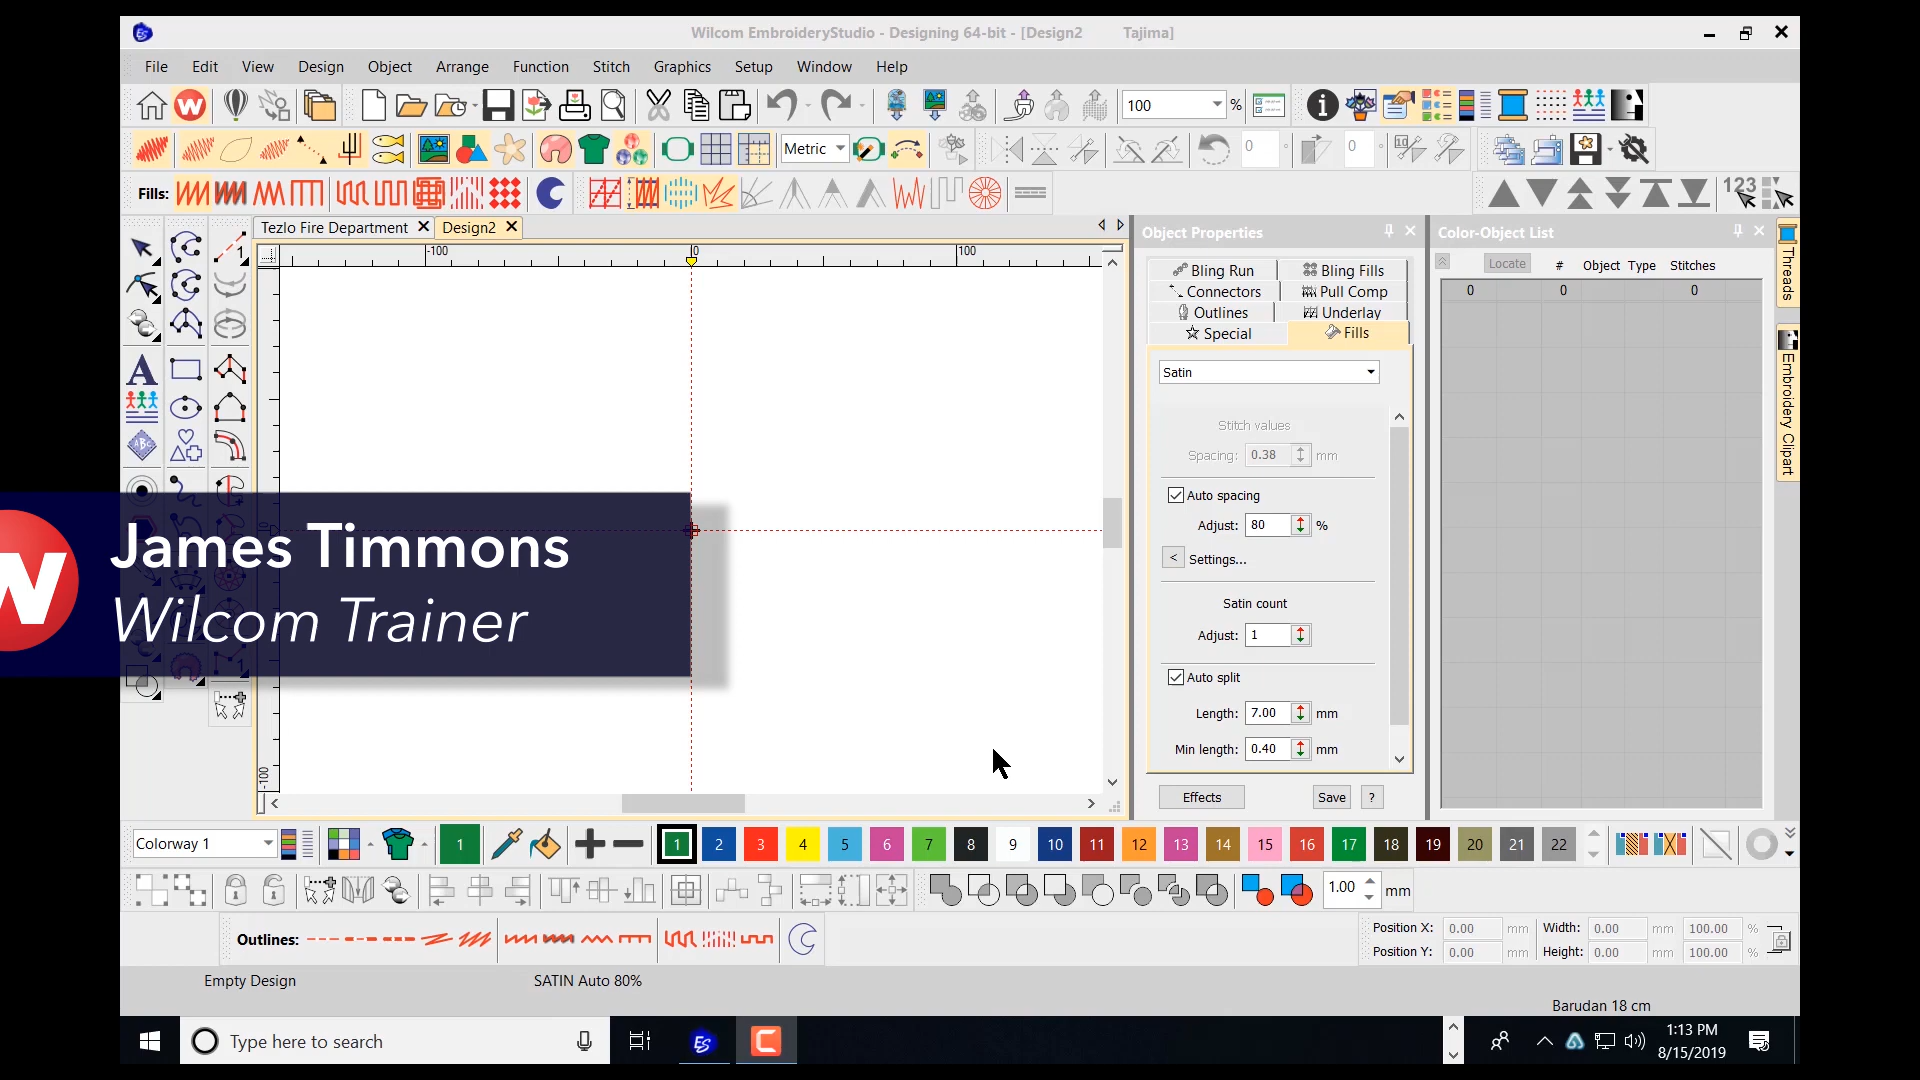 Wilcom EmbroideryStudio - Designing 64-bit - [Design2 Tajima]
File Edit View Design Object Arrange Function Stitch Graphics Setup Window Help
100 %
Metric 0 0
Fills: 123
Tezlo Fire Department Design2
-100 0 100
Object Properties
Bling Run Bling Fills
Connectors Pull Comp
Outlines Underlay
Special Fills
Satin
Stitch values
Spacing: 0.38 mm
Auto spacing
Adjust: 80 %
< Settings...
Satin count
Adjust: 1
Auto split
Length: 7.00 mm
Min length: 0.40 mm
Effects Save ?
Color-Object List
Locate # Object Type Stitches
0 0 0
Threads
Embroidery Clipart
-100
W
James Timmons
Wilcom Trainer
Colorway 1 1 1 2 3 4 5 6 7 8 9 10 11 12 13 14 15 16 17 18 19 20 21 22
1.00 mm
Outlines:
Position X: 0.00 mm Width: 0.00 mm 100.00 %
Position Y: 0.00 mm Height: 0.00 mm 100.00 %
Empty Design SATIN Auto 80%
Barudan 18 cm
Type here to search
ES
1:13 PM
8/15/2019